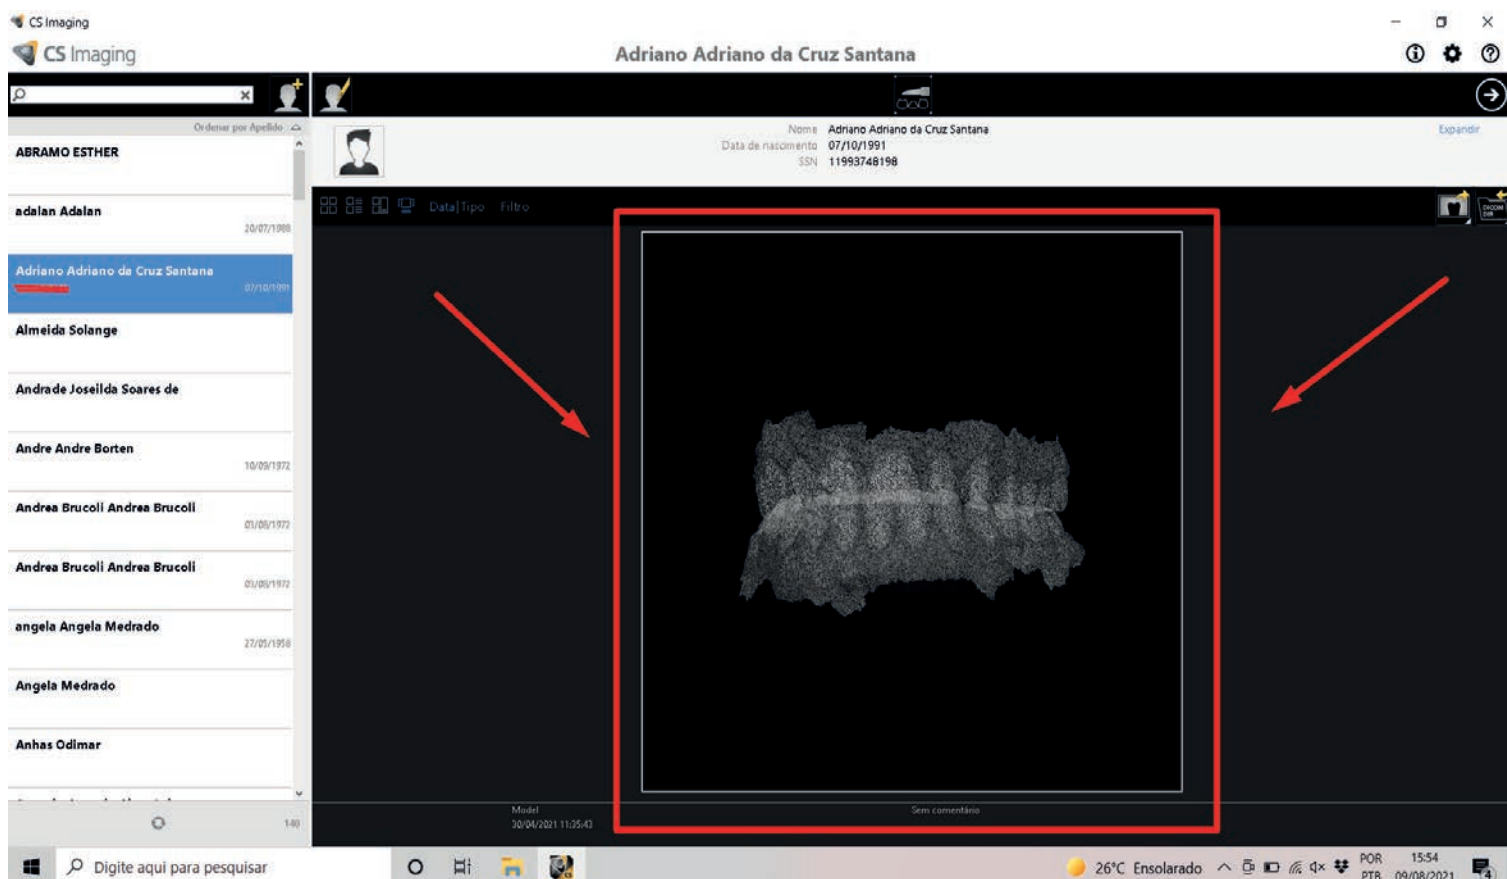 CS Imaging
CS Imaging
Adriano Adriano da Cruz Santana
Ordenar por Apelido
ABRAMO ESTHER
adalan Adalan
20/07/1988
Adriano Adriano da Cruz Santana
07/10/1991
Almeida Solange
Andrade Joseilda Soares de
Andre Andre Borten
10/09/1972
Andrea Brucoli Andrea Brucoli
03/08/1972
Andrea Brucoli Andrea Brucoli
03/08/1972
angela Angela Medrado
27/05/1958
Angela Medrado
Anhas Odimar
140
Nome Adriano Adriano da Cruz Santana
Data de nascimento 07/10/1991
SSN 11993748198
Expandir
Data|Tipo Filtro
DICOM DIR
Model
30/04/2021 11:35:43
Sem comentário
Digite aqui para pesquisar
26°C Ensolarado
POR
PTB
15:54
09/08/2021
4